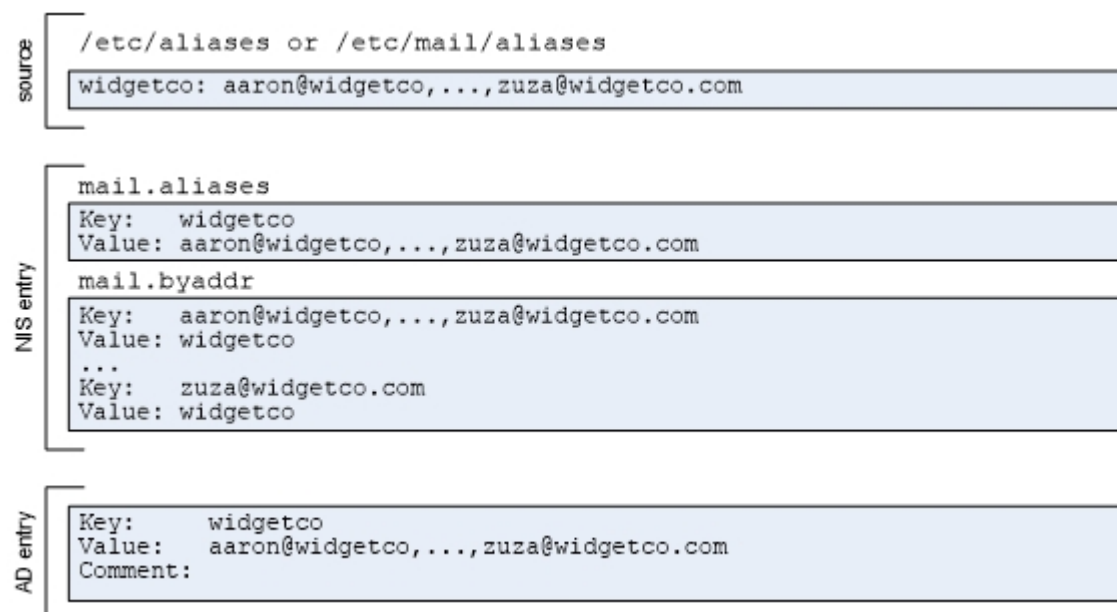 source
/etc/aliases or /etc/mail/aliases
widgetco: aaron@widgetco,...,zuza@widgetco.com
NIS entry
mail.aliases
Key: widgetco
Value: aaron@widgetco,...,zuza@widgetco.com
mail.byaddr
Key: aaron@widgetco,...,zuza@widgetco.com
Value: widgetco
...
Key: zuza@widgetco.com
Value: widgetco
AD entry
Key: widgetco
Value: aaron@widgetco,...,zuza@widgetco.com
Comment: